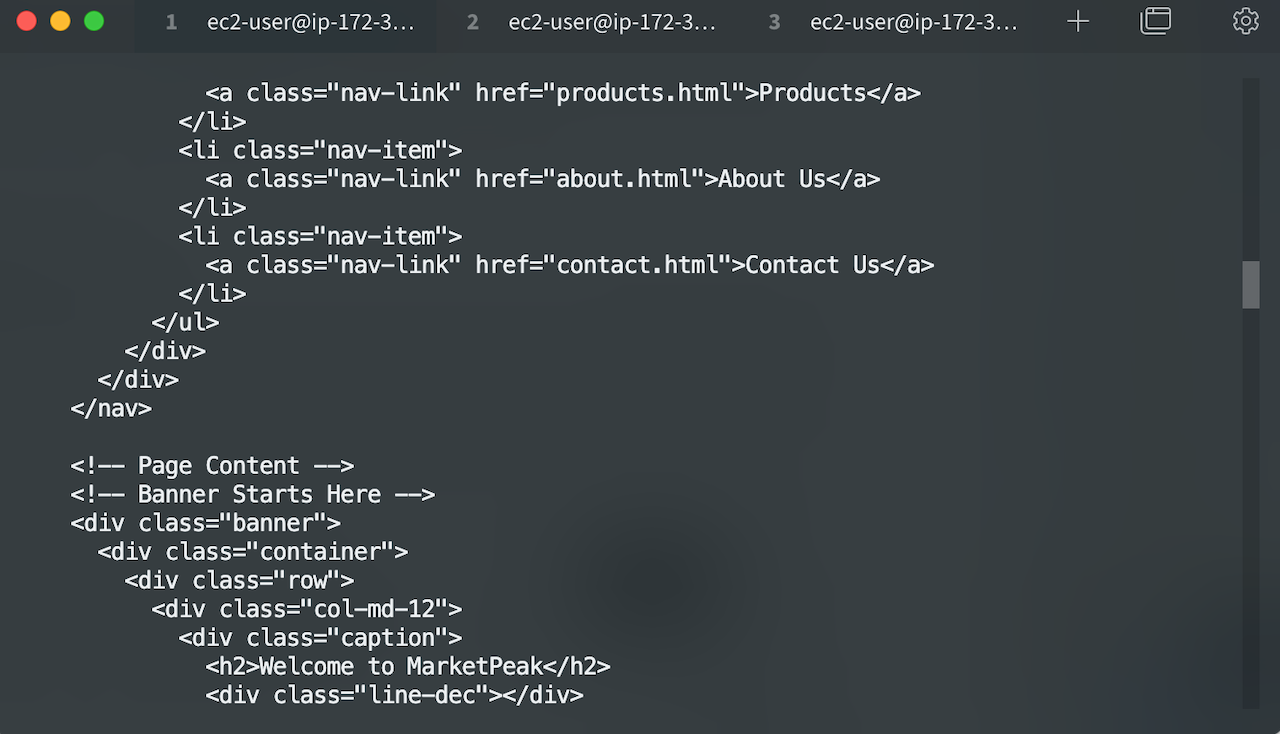 1 ec2-user@ip-172-3... 2 ec2-user@ip-172-3... 3 ec2-user@ip-172-3...
<a class="nav-link" href="products.html">Products</a>
</li>
<li class="nav-item">
<a class="nav-link" href="about.html">About Us</a>
</li>
<li class="nav-item">
<a class="nav-link" href="contact.html">Contact Us</a>
</li>
</ul>
</div>
</div>
</nav>
<!-- Page Content -->
<!-- Banner Starts Here -->
<div class="banner">
<div class="container">
<div class="row">
<div class="col-md-12">
<div class="caption">
<h2>Welcome to MarketPeak</h2>
<div class="line-dec"></div>